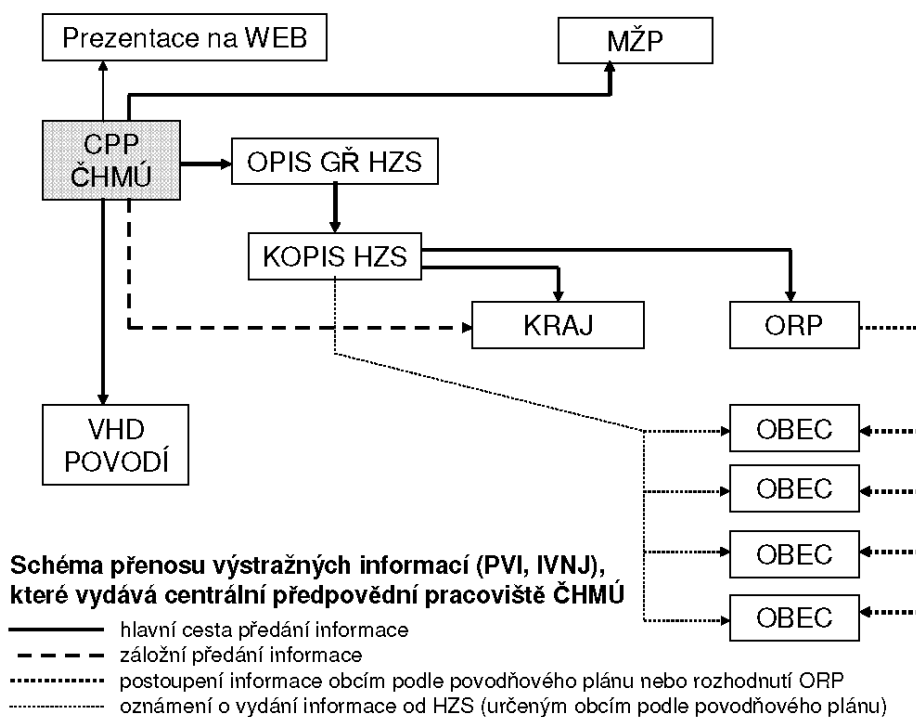 Prezentace na WEB
MŽP
CPP
ČHMÚ
OPIS GŘ HZS
KOPIS HZS
KRAJ
ORP
VHD
POVODÍ
OBEC
OBEC
OBEC
OBEC
Schéma přenosu výstražných informací (PVI, IVNJ),
které vydává centrální předpovědní pracoviště ČHMÚ
hlavní cesta předání informace
záložní předání informace
postoupení informace obcím podle povodňového plánu nebo rozhodnutí ORP
oznámení o vydání informace od HZS (určeným obcím podle povodňového plánu)